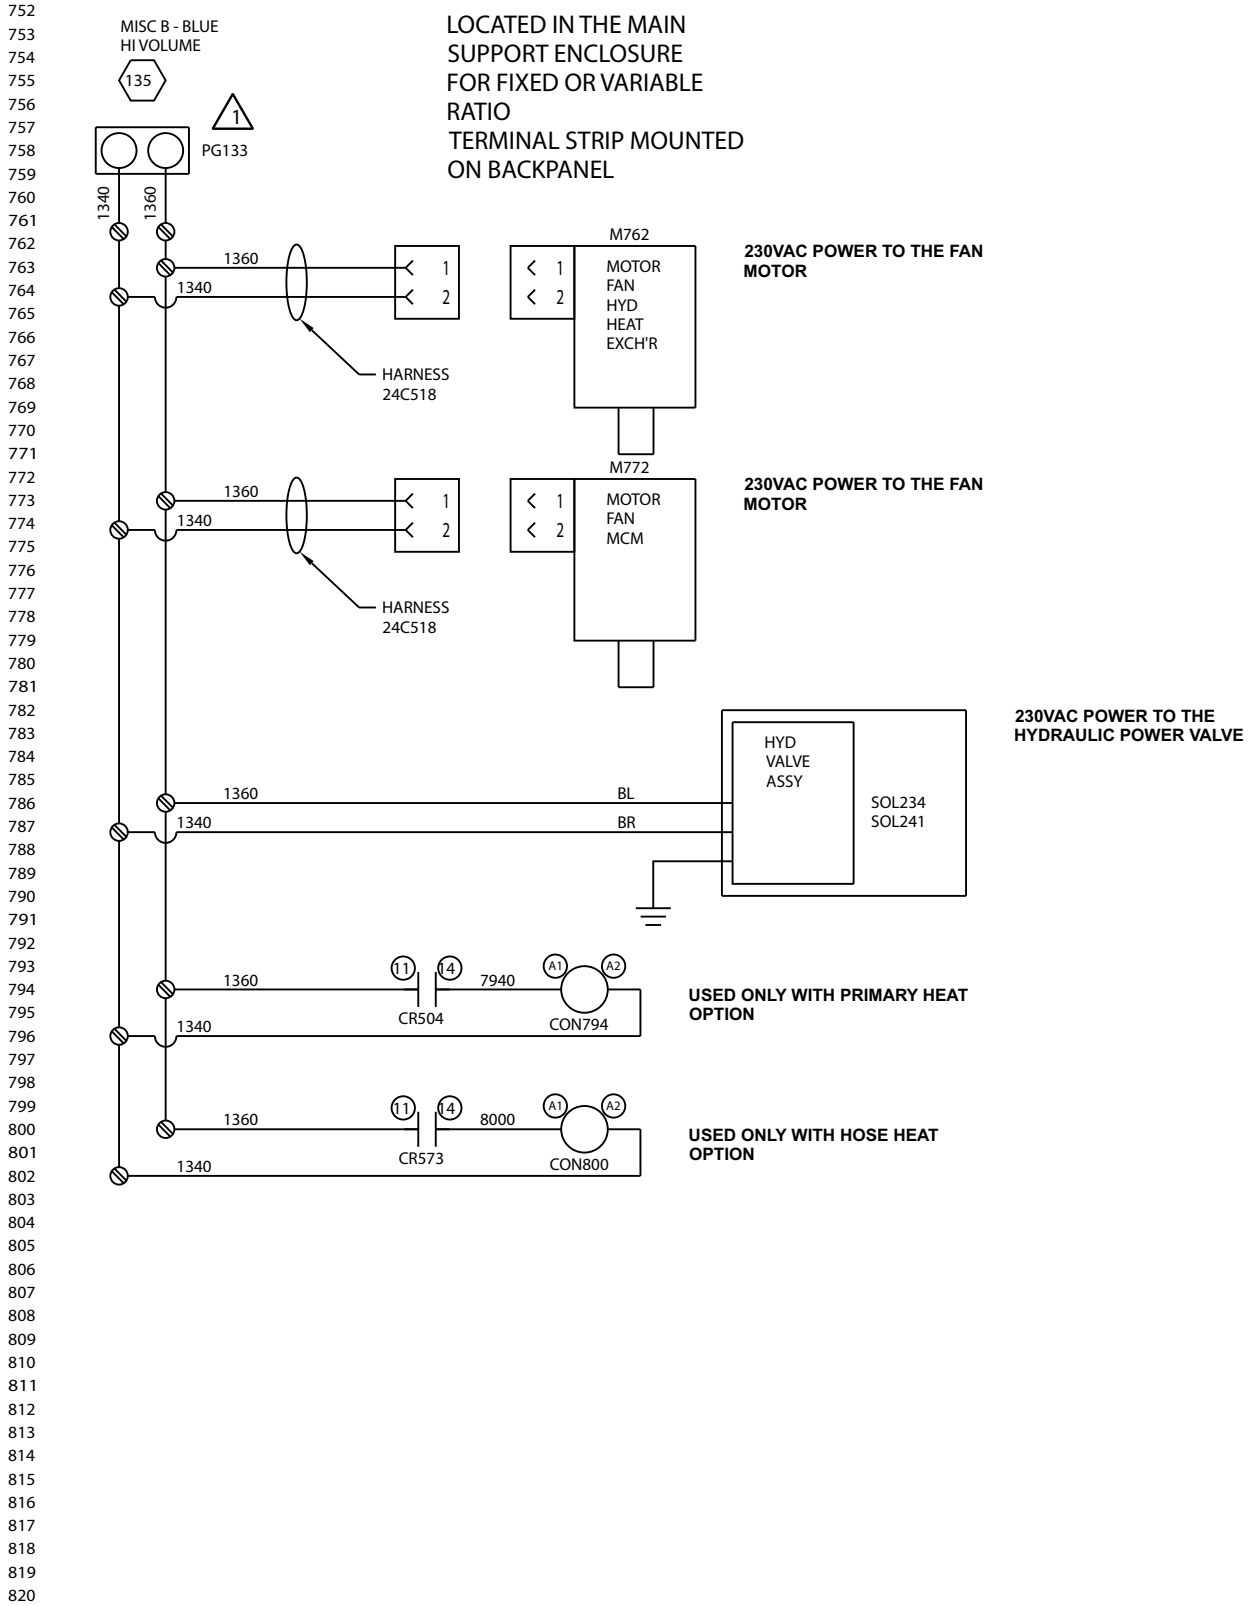 752
753
754
755
756
757
758
759
760
761
762
763
764
765
766
767
768
769
770
771
772
773
774
775
776
777
778
779
780
781
782
783
784
785
786
787
788
789
790
791
792
793
794
795
796
797
798
799
800
801
802
803
804
805
806
807
808
809
810
811
812
813
814
815
816
817
818
819
820
MISC B - BLUE
HI VOLUME
135
1
PG133
1340
1360
LOCATED IN THE MAIN
SUPPORT ENCLOSURE
FOR FIXED OR VARIABLE
RATIO
TERMINAL STRIP MOUNTED
ON BACKPANEL
1360
1340
1
2
HARNESS
24C518
M762
1
2
MOTOR
FAN
HYD
HEAT
EXCH'R
230VAC POWER TO THE FAN
MOTOR
1360
1340
1
2
HARNESS
24C518
M772
1
2
MOTOR
FAN
MCM
230VAC POWER TO THE FAN
MOTOR
1360
BL
1340
BR
HYD
VALVE
ASSY
SOL234
SOL241
230VAC POWER TO THE
HYDRAULIC POWER VALVE
1360
11
14
7940
A1
A2
CR504
CON794
1340
USED ONLY WITH PRIMARY HEAT
OPTION
1360
11
14
8000
A1
A2
CR573
CON800
1340
USED ONLY WITH HOSE HEAT
OPTION